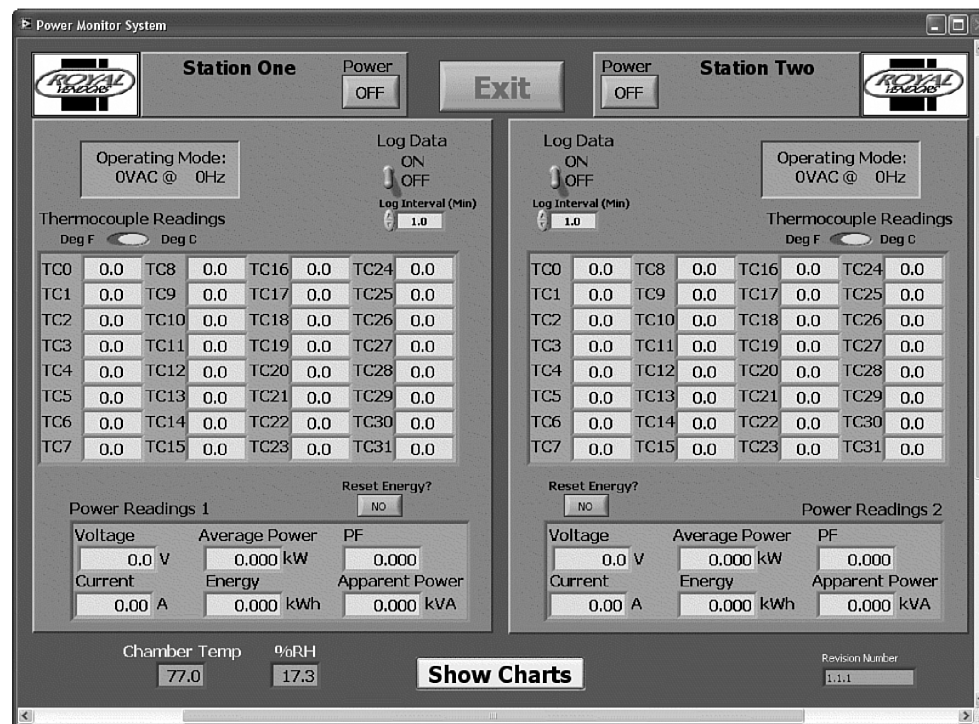 Power Monitor System
ROYAL VENDORS
Station One
Power
OFF
Exit
Power
OFF
Station Two
ROYAL VENDORS
Operating Mode:
0VAC @ 0Hz
Log Data
ON
OFF
Log Interval (Min)
1.0
Thermocouple Readings
Deg F Deg C
TC0 0.0 TC8 0.0 TC16 0.0 TC24 0.0
TC1 0.0 TC9 0.0 TC17 0.0 TC25 0.0
TC2 0.0 TC10 0.0 TC18 0.0 TC26 0.0
TC3 0.0 TC11 0.0 TC19 0.0 TC27 0.0
TC4 0.0 TC12 0.0 TC20 0.0 TC28 0.0
TC5 0.0 TC13 0.0 TC21 0.0 TC29 0.0
TC6 0.0 TC14 0.0 TC22 0.0 TC30 0.0
TC7 0.0 TC15 0.0 TC23 0.0 TC31 0.0
Reset Energy?
NO
Power Readings 1
Voltage Average Power PF
0.0 V 0.000 kW 0.000
Current Energy Apparent Power
0.00 A 0.000 kWh 0.000 kVA
Log Data
ON
OFF
Log Interval (Min)
1.0
Operating Mode:
0VAC @ 0Hz
Thermocouple Readings
Deg F Deg C
TC0 0.0 TC8 0.0 TC16 0.0 TC24 0.0
TC1 0.0 TC9 0.0 TC17 0.0 TC25 0.0
TC2 0.0 TC10 0.0 TC18 0.0 TC26 0.0
TC3 0.0 TC11 0.0 TC19 0.0 TC27 0.0
TC4 0.0 TC12 0.0 TC20 0.0 TC28 0.0
TC5 0.0 TC13 0.0 TC21 0.0 TC29 0.0
TC6 0.0 TC14 0.0 TC22 0.0 TC30 0.0
TC7 0.0 TC15 0.0 TC23 0.0 TC31 0.0
Reset Energy?
NO
Power Readings 2
Voltage Average Power PF
0.0 V 0.000 kW 0.000
Current Energy Apparent Power
0.00 A 0.000 kWh 0.000 kVA
Chamber Temp %RH
77.0 17.3
Show Charts
Revision Number
1.1.1